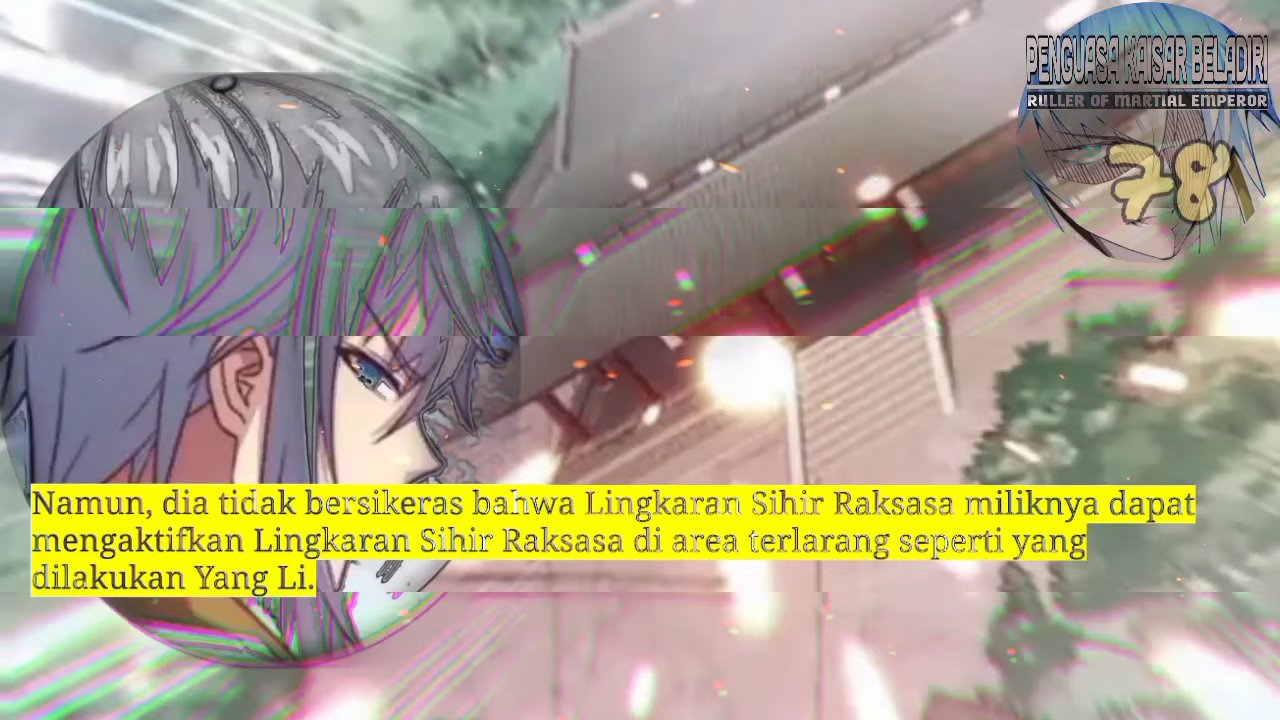 PENGUASA KAISAR BELADIRI
RULLER OF MARTIAL EMPEROR
78
Namun, dia tidak bersikeras bahwa Lingkaran Sihir Raksasa miliknya dapat
mengaktifkan Lingkaran Sihir Raksasa di area terlarang seperti yang
dilakukan Yang Li.